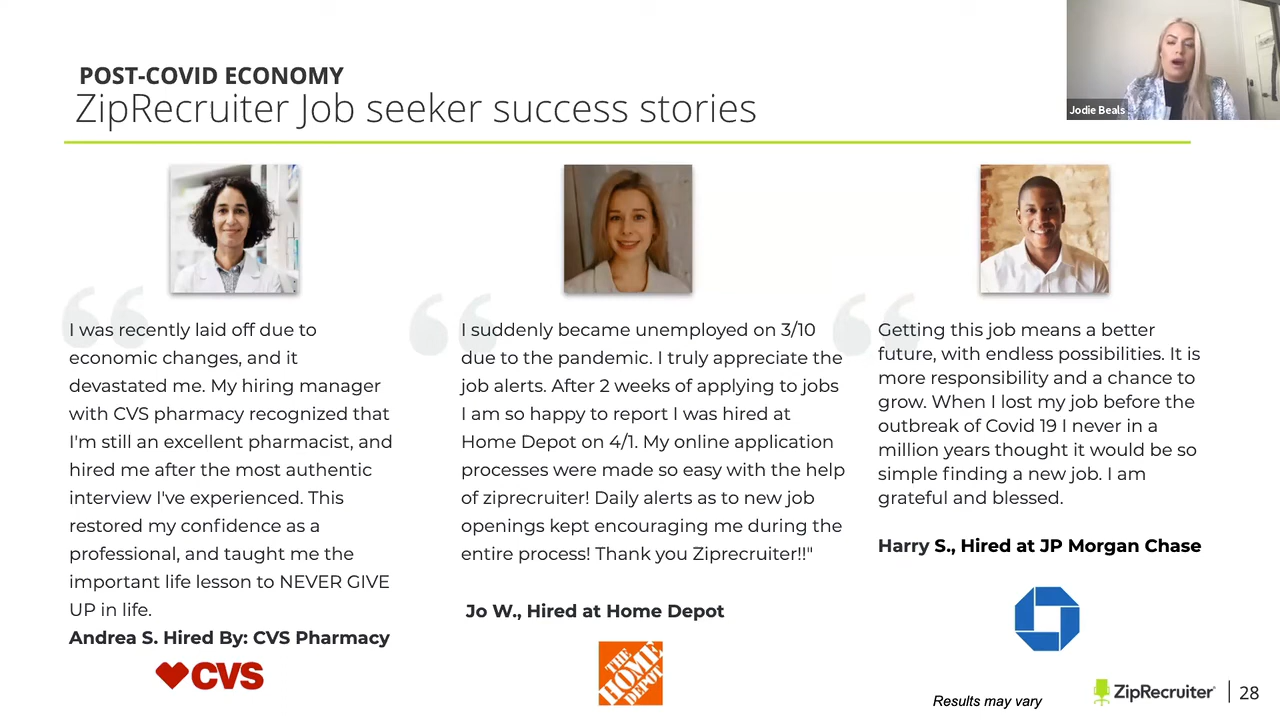 POST-COVID ECONOMY
ZipRecruiter Job seeker success stories
Jodie Beals
I was recently laid off due to
economic changes, and it
devastated me. My hiring manager
with CVS pharmacy recognized that
I'm still an excellent pharmacist, and
hired me after the most authentic
interview I've experienced. This
restored my confidence as a
professional, and taught me the
important life lesson to NEVER GIVE
UP in life.
Andrea S. Hired By: CVS Pharmacy
CVS
I suddenly became unemployed on 3/10
due to the pandemic. I truly appreciate the
job alerts. After 2 weeks of applying to jobs
I am so happy to report I was hired at
Home Depot on 4/1. My online application
processes were made so easy with the help
of ziprecruiter! Daily alerts as to new job
openings kept encouraging me during the
entire process! Thank you Ziprecruiter!!"
Jo W., Hired at Home Depot
THE
HOME
DEPOT
Getting this job means a better
future, with endless possibilities. It is
more responsibility and a chance to
grow. When I lost my job before the
outbreak of Covid 19 I never in a
million years thought it would be so
simple finding a new job. I am
grateful and blessed.
Harry S., Hired at JP Morgan Chase
Results may vary
ZipRecruiter
28